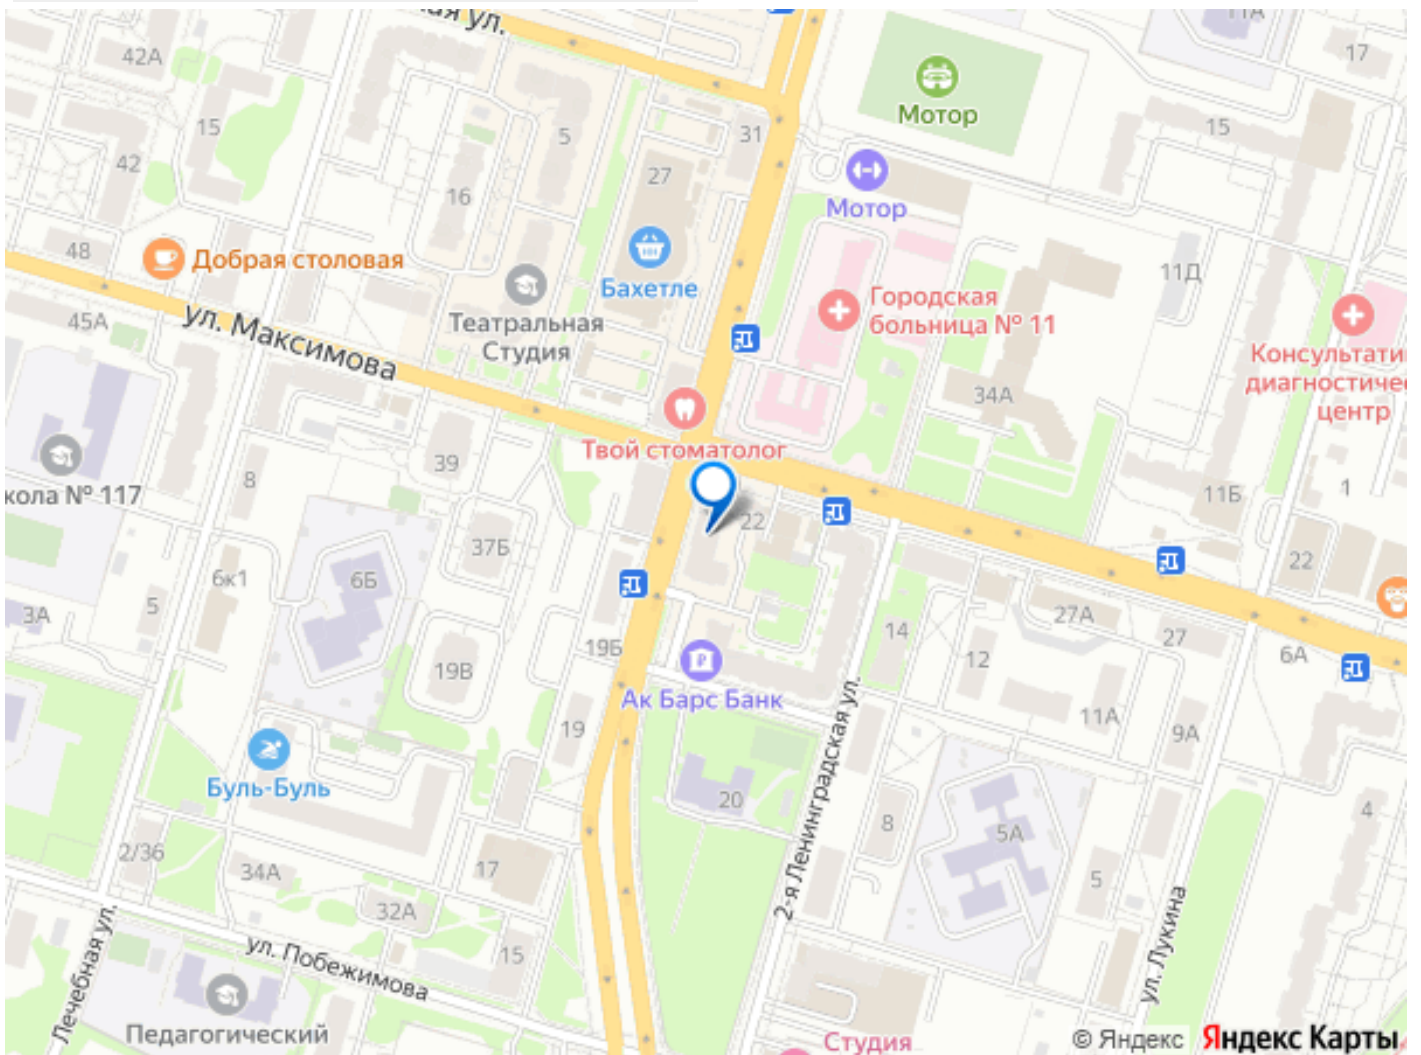 ая ул.
11А
42А
17
Мотор
15
5
31
15
42
27
16
Мотор
48
Добрая столовая
11Д
Бахетле
Городская
больница № 11
45А
ул. Максимова
Театральная
Студия
Консультати
диагностичес
центр
34А
Твой стоматолог
39
8
кола № 117
11Б
1
22
37Б
22
6Б
6к1
5
3А
27А
14
27
19Б
12
6А
19В
Ак Барс Банк
11А
19
9А
Буль-Буль
20
2-я Ленинградская ул.
8
5А
4
2/36
34А
17
5
32А
Лечебная ул.
ул. Побежимова
15
ул. Лукина
Педагогический
Студия
© Яндекс Яндекс Карты